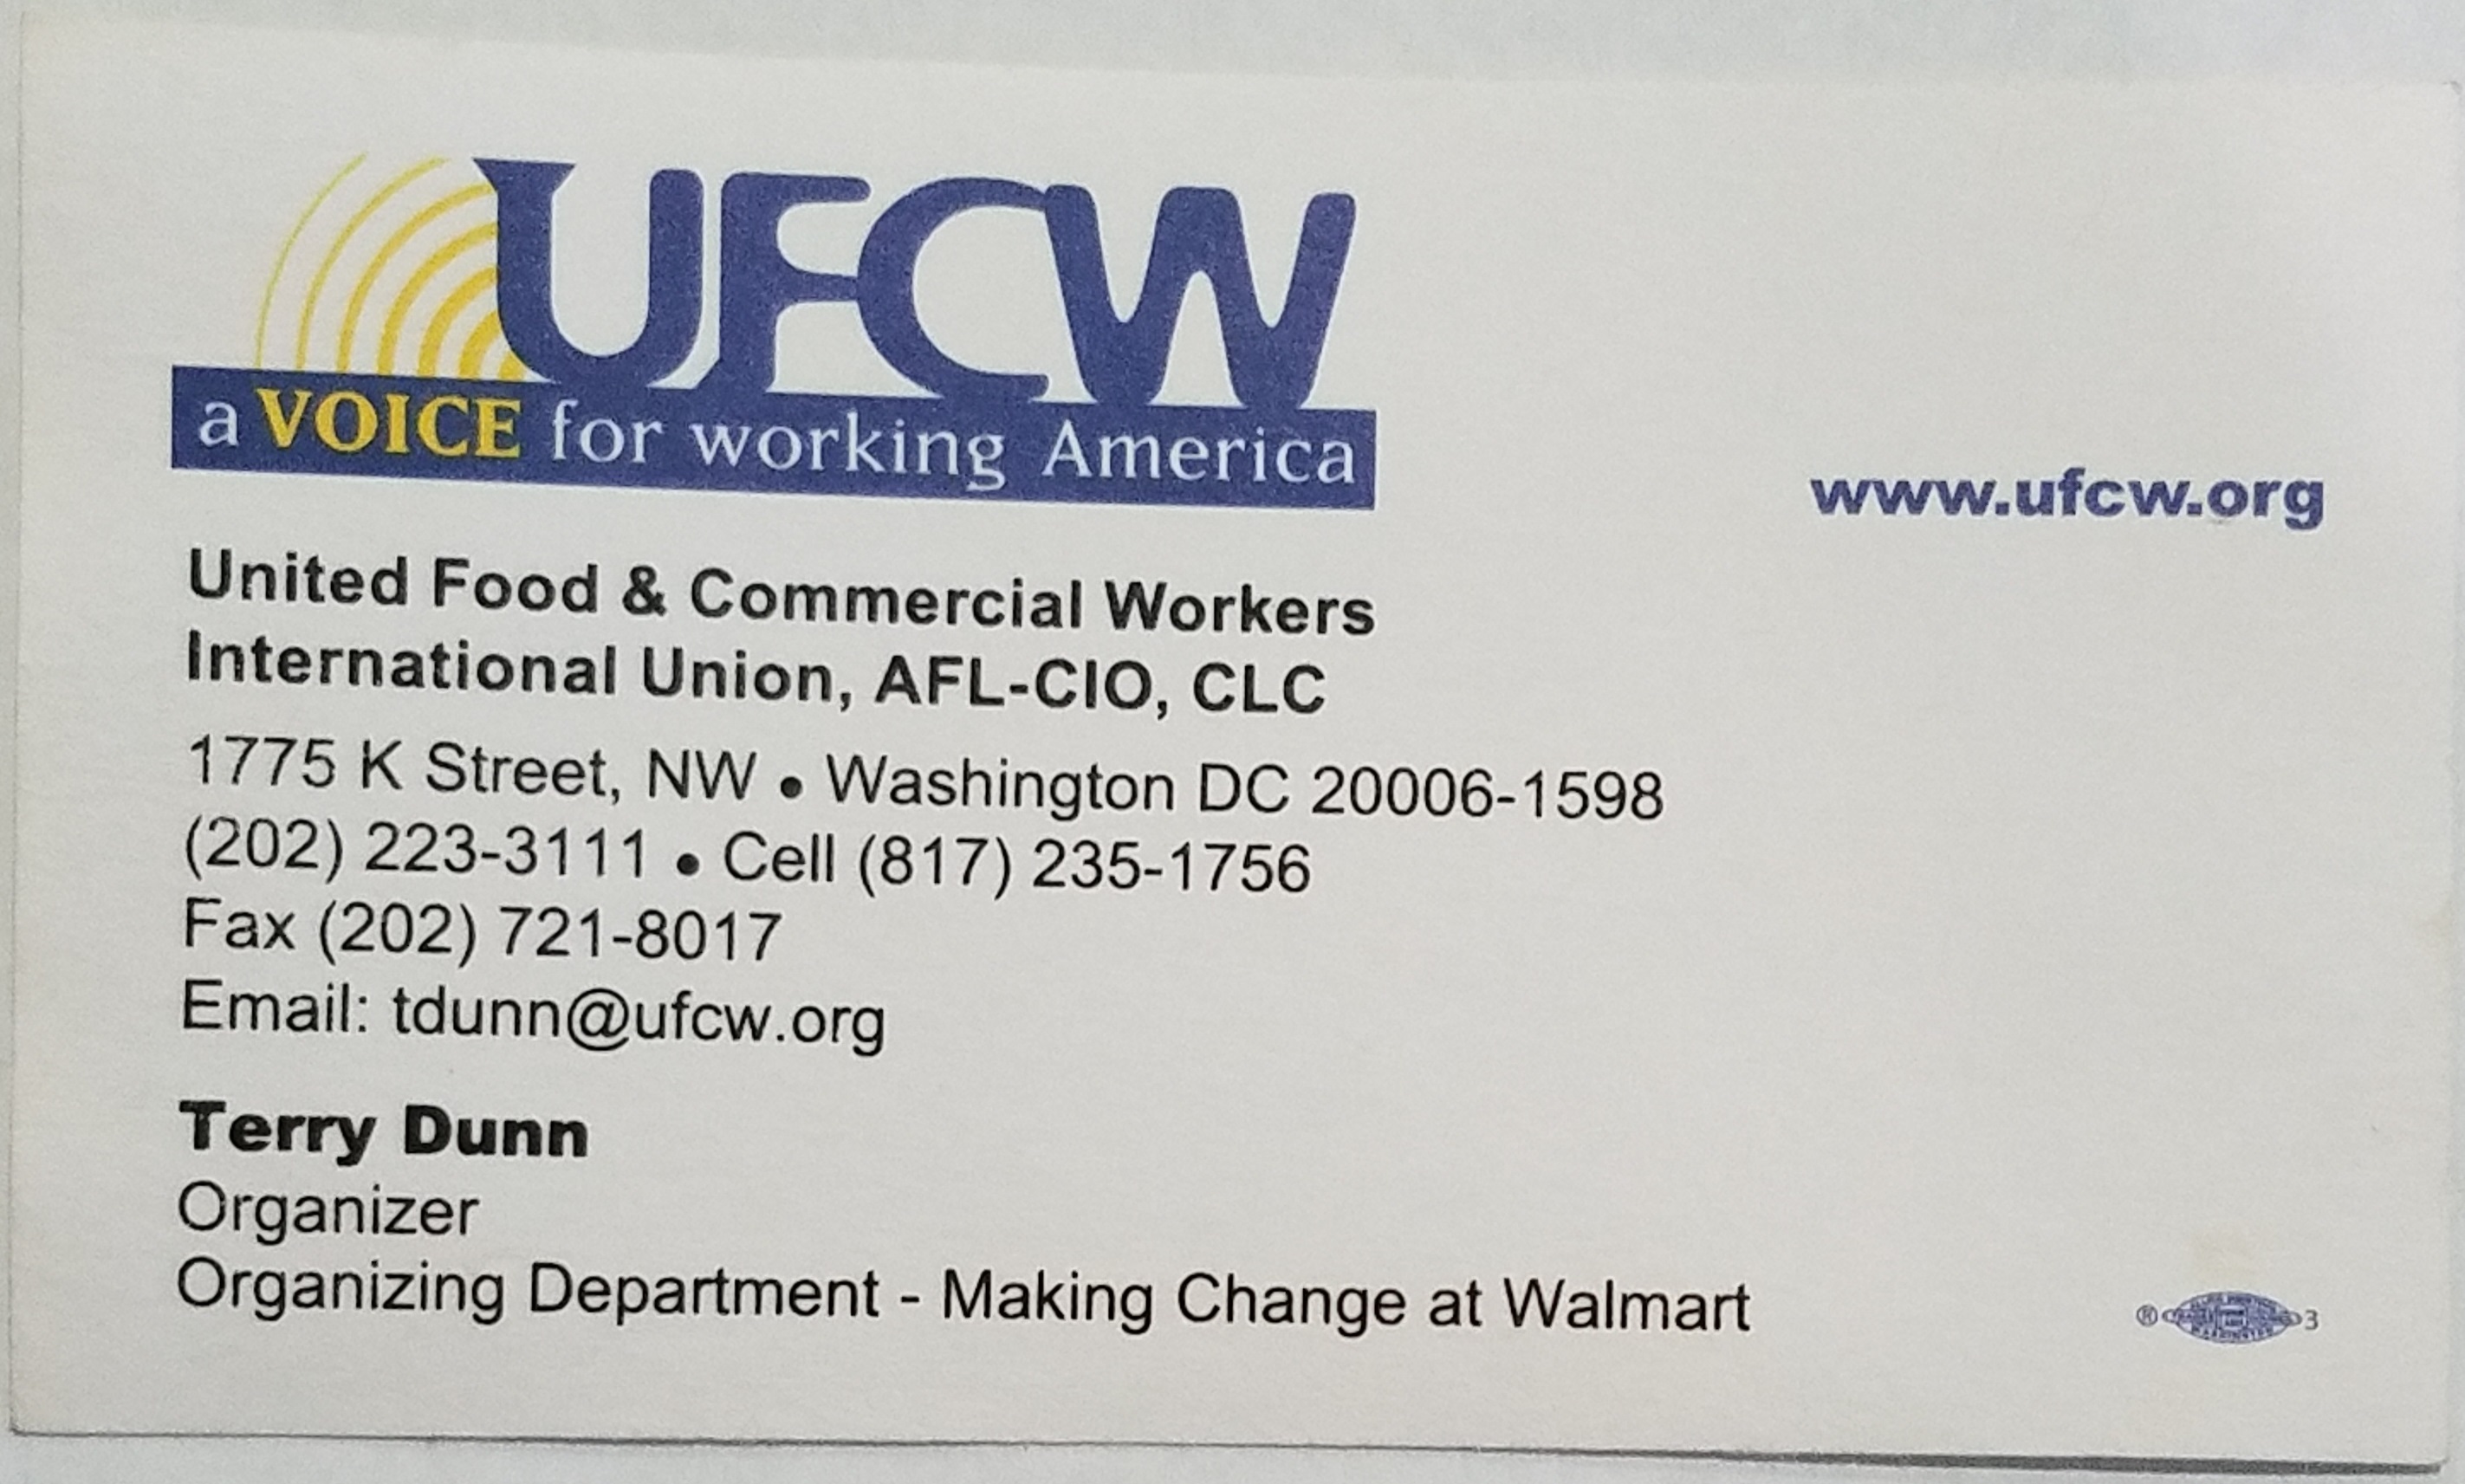 UFCW
a VOICE for working America
www.ufcw.org
United Food & Commercial Workers
International Union, AFL-CIO, CLC
1775 K Street, NW • Washington DC 20006-1598
(202) 223-3111 • Cell (817) 235-1756
Fax (202) 721-8017
Email: tdunn@ufcw.org
Terry Dunn
Organizer
Organizing Department - Making Change at Walmart
® WASHINGTON 3